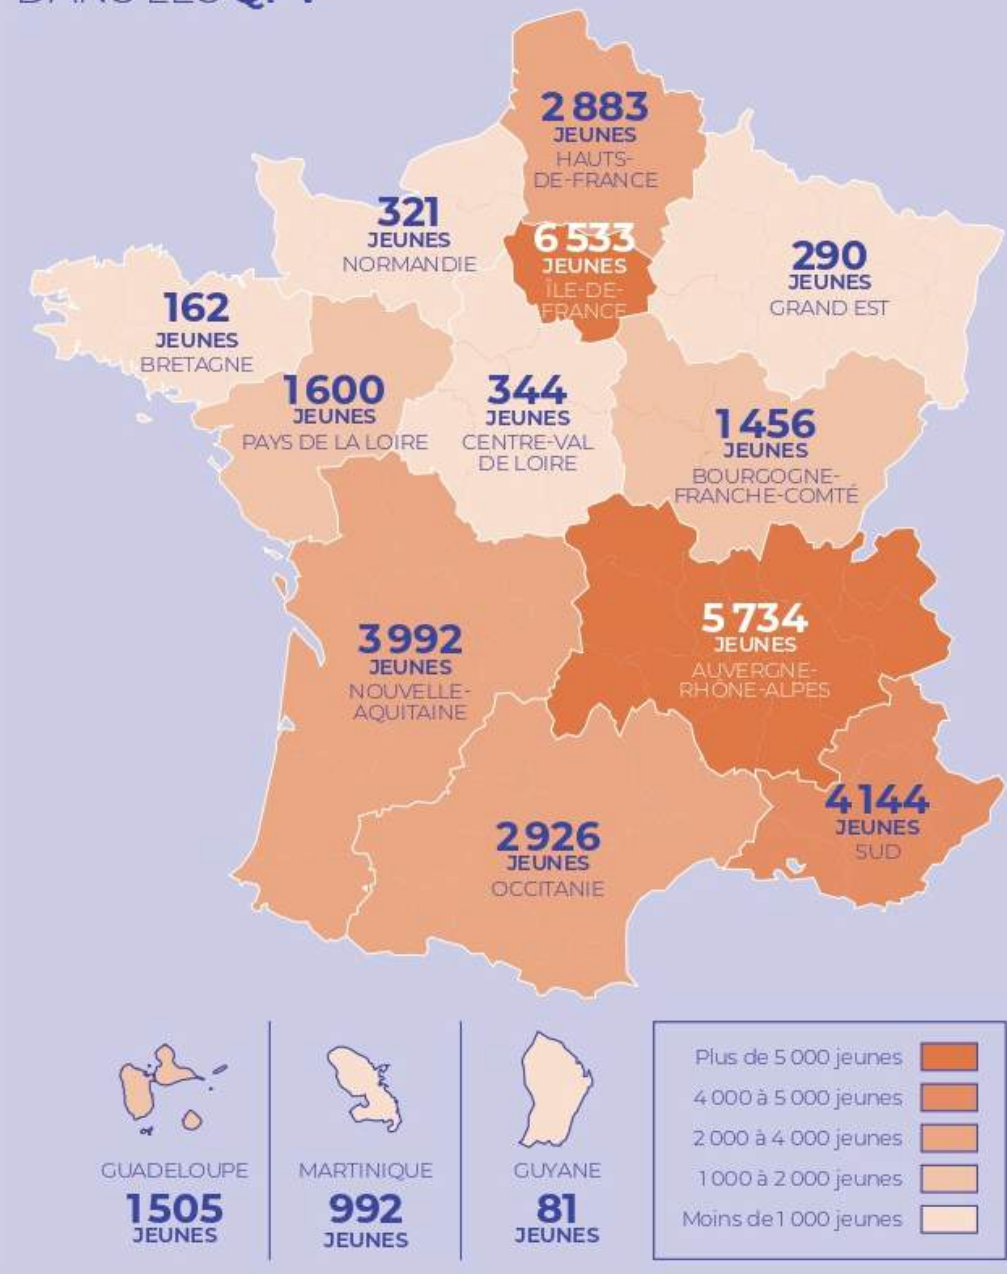 DANS LES QPV
2 883
JEUNES
HAUTS-
DE-FRANCE
321
JEUNES
NORMANDIE
6 533
JEUNES
ÎLE-DE-
FRANCE
290
JEUNES
GRAND EST
162
JEUNES
BRETAGNE
1 600
JEUNES
PAYS DE LA LOIRE
344
JEUNES
CENTRE-VAL
DE LOIRE
1 456
JEUNES
BOURGOGNE-
FRANCHE-COMTÉ
3 992
JEUNES
NOUVELLE-
AQUITAINE
5 734
JEUNES
AUVERGNE-
RHÔNE-ALPES
4 144
JEUNES
SUD
2 926
JEUNES
OCCITANIE
GUADELOUPE
1 505
JEUNES
MARTINIQUE
992
JEUNES
GUYANE
81
JEUNES
Plus de 5 000 jeunes
4 000 à 5 000 jeunes
2 000 à 4 000 jeunes
1 000 à 2 000 jeunes
Moins de 1 000 jeunes